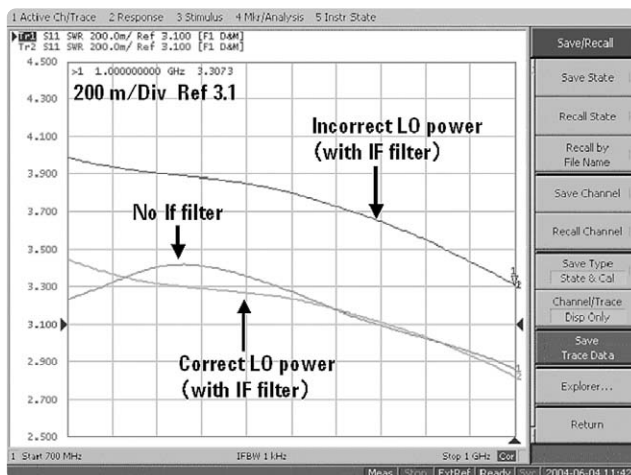 1 Active Ch/Trace 2 Response 3 Stimulus 4 Mkr/Analysis 5 Instr State
Tr1 S11 SWR 200.0m/ Ref 3.100 [F1 D&M]
Tr2 S11 SWR 200.0m/ Ref 3.100 [F1 D&M]
>1 1.000000000 GHz 3.3073
200 m/Div Ref 3.1
4.500
4.300
4.100
3.900
3.700
3.500
3.300
3.100
2.900
2.700
2.500
Incorrect LO power
(with IF filter)
No If filter
Correct LO power
(with IF filter)
1
2
1
2
1 Start 700 MHz IFBW 1 kHz Stop 1 GHz Cor
Meas Stop ExtRef Ready Svc 2004-06-04 11:42
Save/Recall
Save State
Recall State
Recall by
File Name
Save Channel
Recall Channel
Save Type
State & Cal
Channel/Trace
Disp Only
Save
Trace Data
Explorer...
Return